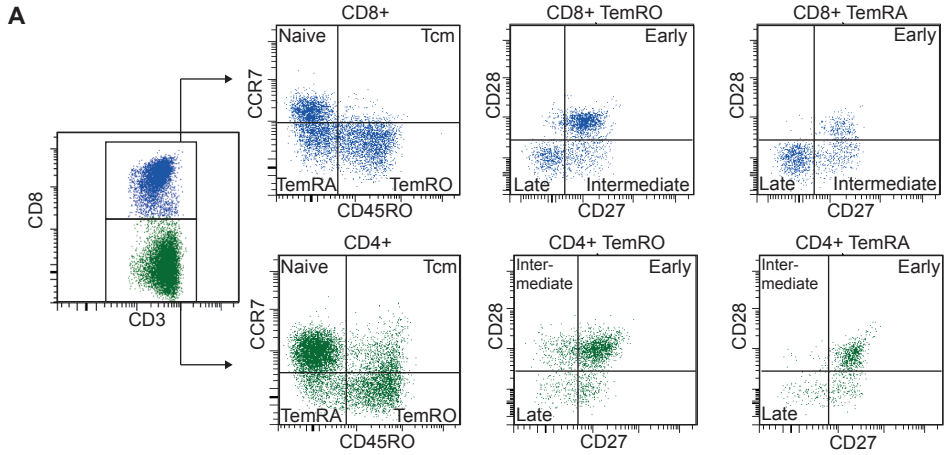 A
CD8
CD3
CD8+
Naive
Tcm
CCR7
TemRA
TemRO
CD45RO
CD8+ TemRO
Early
CD28
Late
Intermediate
CD27
CD8+ TemRA
Early
CD28
Late
Intermediate
CD27
CD4+
Naive
Tcm
CCR7
TemRA
TemRO
CD45RO
CD4+ TemRO
Inter-
mediate
Early
CD28
Late
CD27
CD4+ TemRA
Inter-
mediate
Early
CD28
Late
CD27